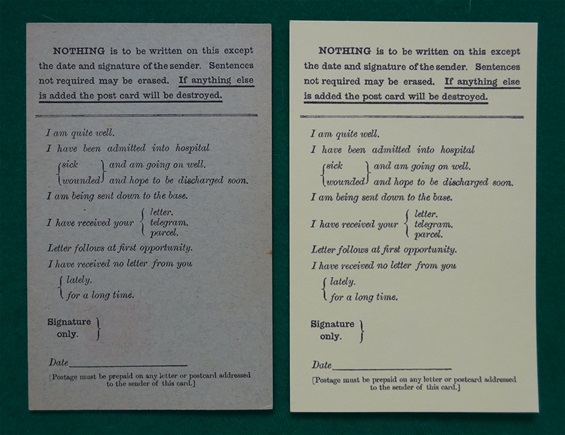 NOTHING is to be written on this except
the date and signature of the sender. Sentences
not required may be erased. If anything else
is added the post card will be destroyed.
I am quite well.
I have been admitted into hospital
{sick } and am going on well.
{wounded } and hope to be discharged soon.
I am being sent down to the base.
I have received your { letter.
telegram.
parcel.
Letter follows at first opportunity.
I have received no letter from you
{ lately.
for a long time.
Signature
only. }
Date
[Postage must be prepaid on any letter or postcard addressed
to the sender of this card.]
NOTHING is to be written on this except
the date and signature of the sender. Sentences
not required may be erased. If anything else
is added the post card will be destroyed.
I am quite well.
I have been admitted into hospital
{sick } and am going on well.
{wounded } and hope to be discharged soon.
I am being sent down to the base.
I have received your { letter.
telegram.
parcel.
Letter follows at first opportunity.
I have received no letter from you
{ lately.
for a long time.
Signature
only. }
Date
[Postage must be prepaid on any letter or postcard addressed
to the sender of this card.]